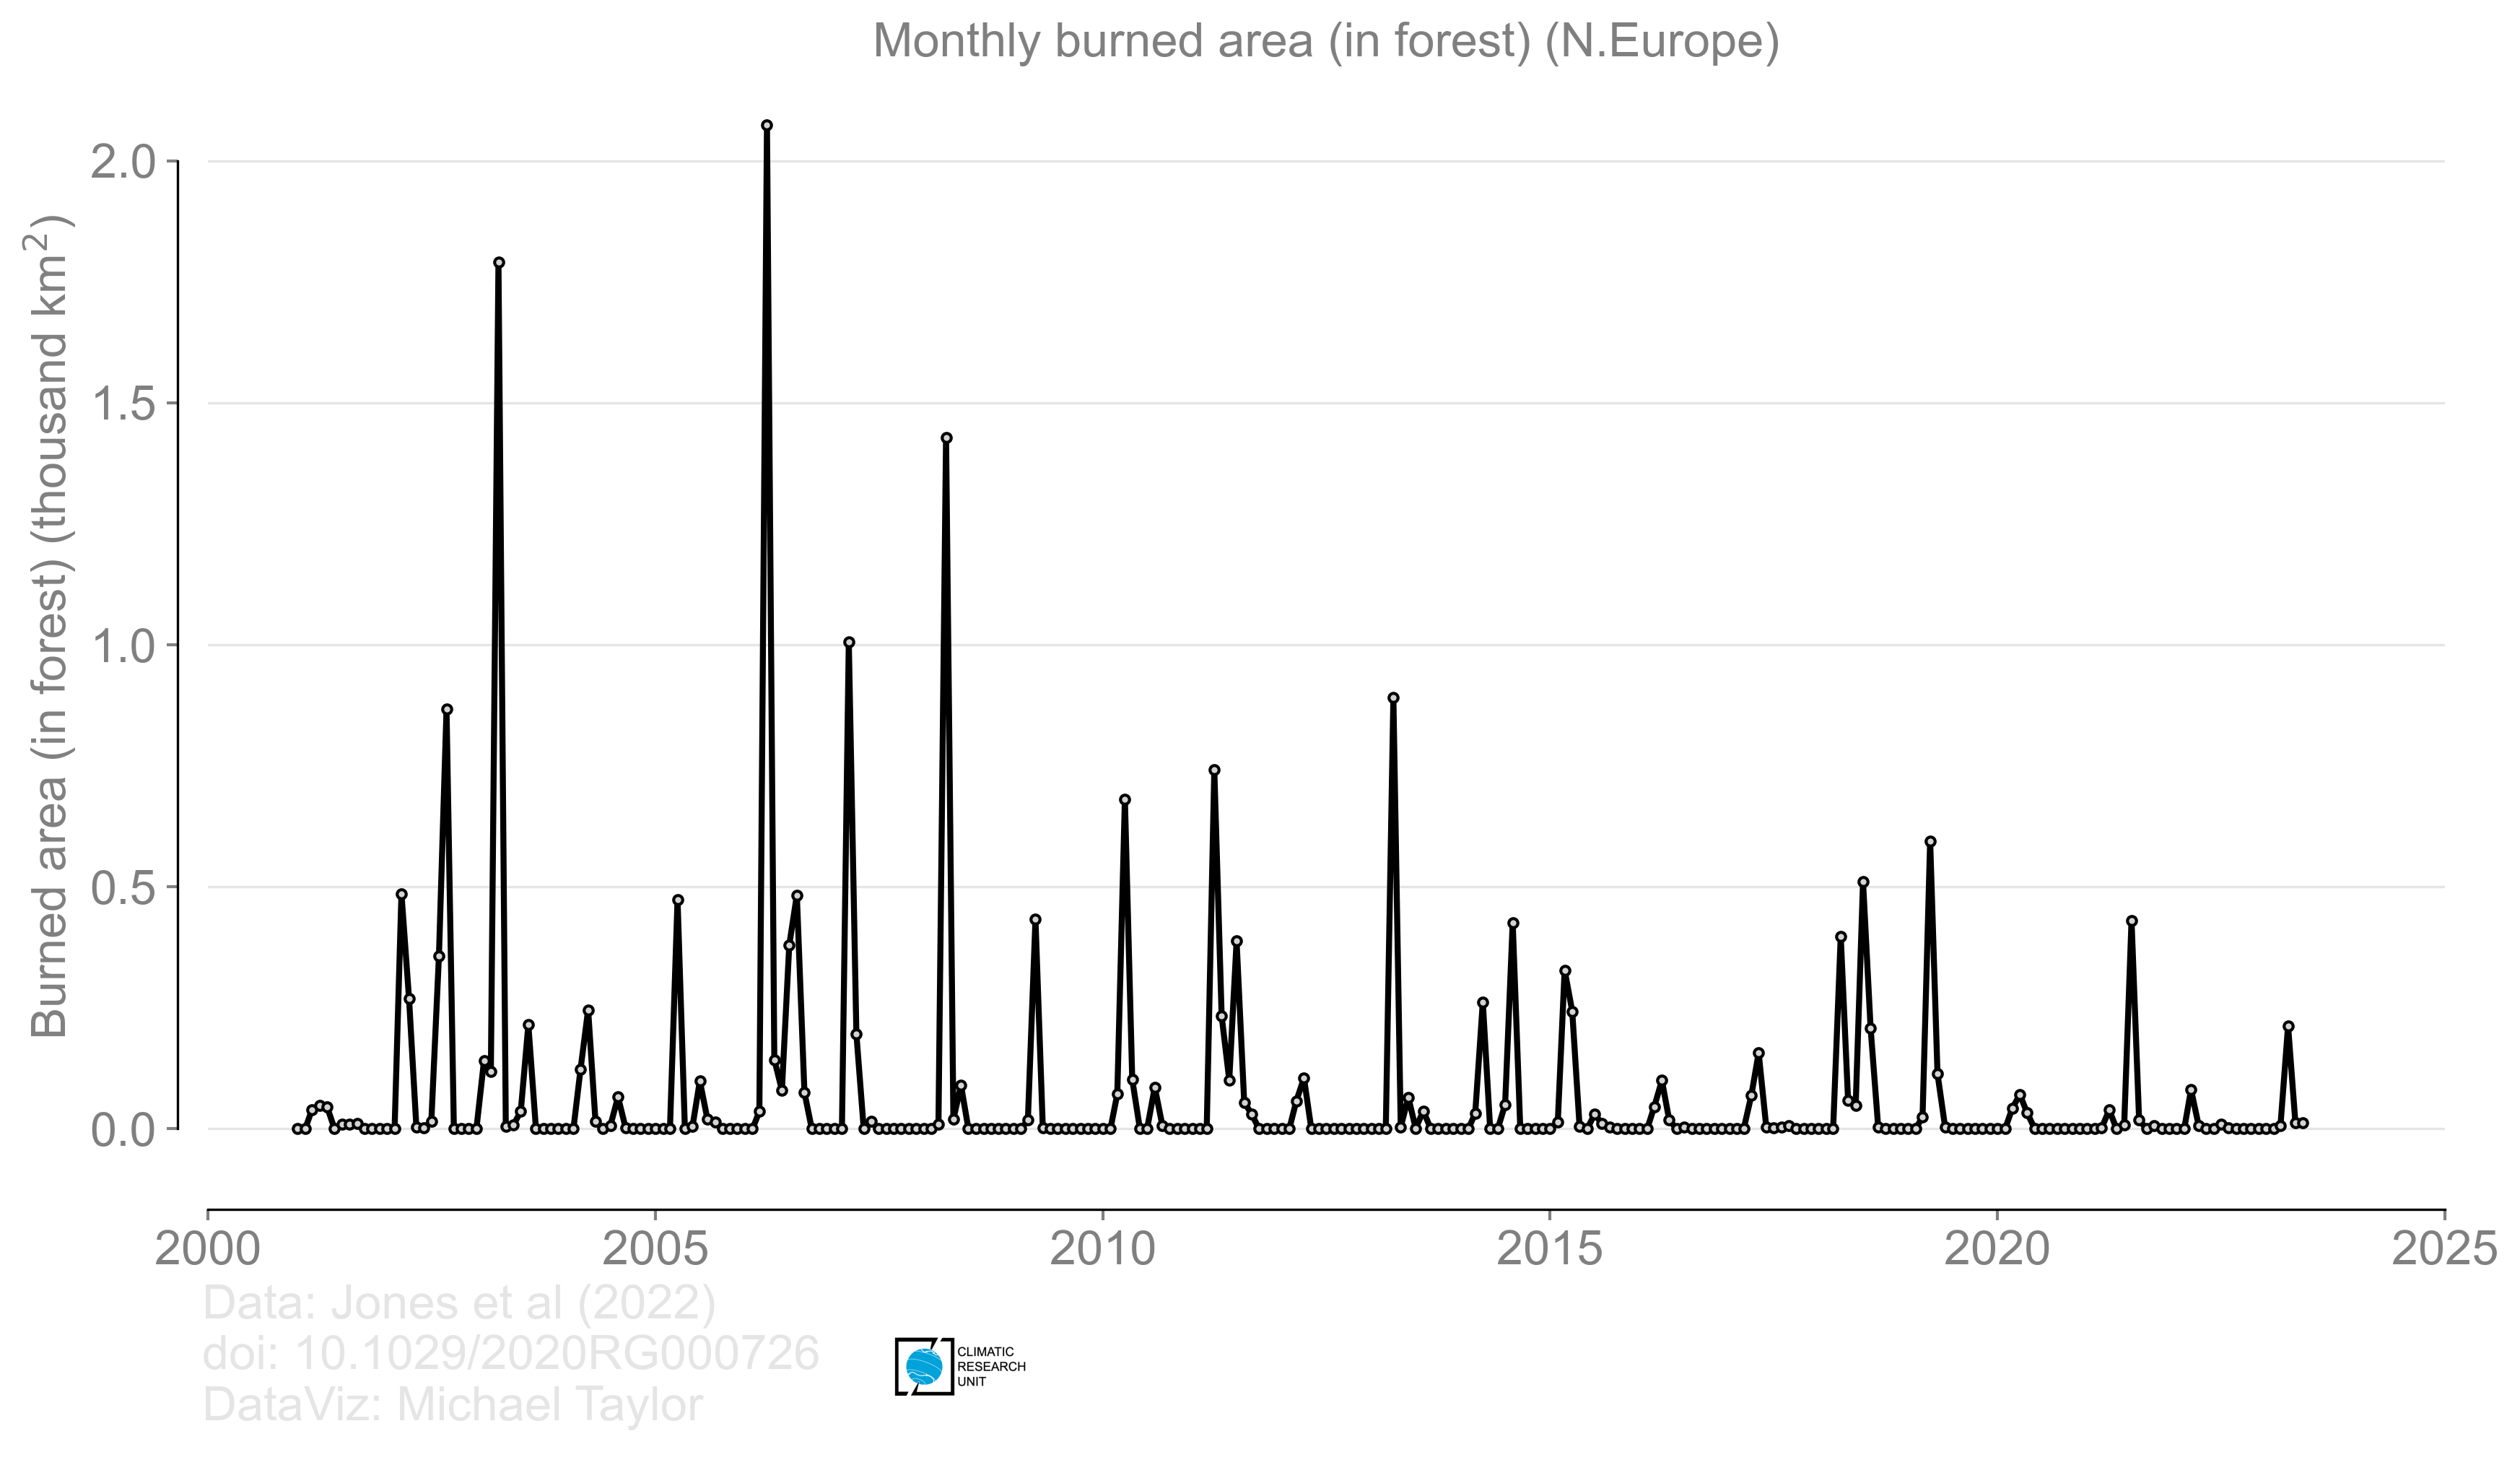 Monthly burned area (in forest) (N.Europe)
Burned area (in forest) (thousand km²)
2.0
1.5
1.0
0.5
0.0
2000 2005 2010 2015 2020 2025
Data: Jones et al (2022)
doi: 10.1029/2020RG000726
DataViz: Michael Taylor
CLIMATIC
RESEARCH
UNIT